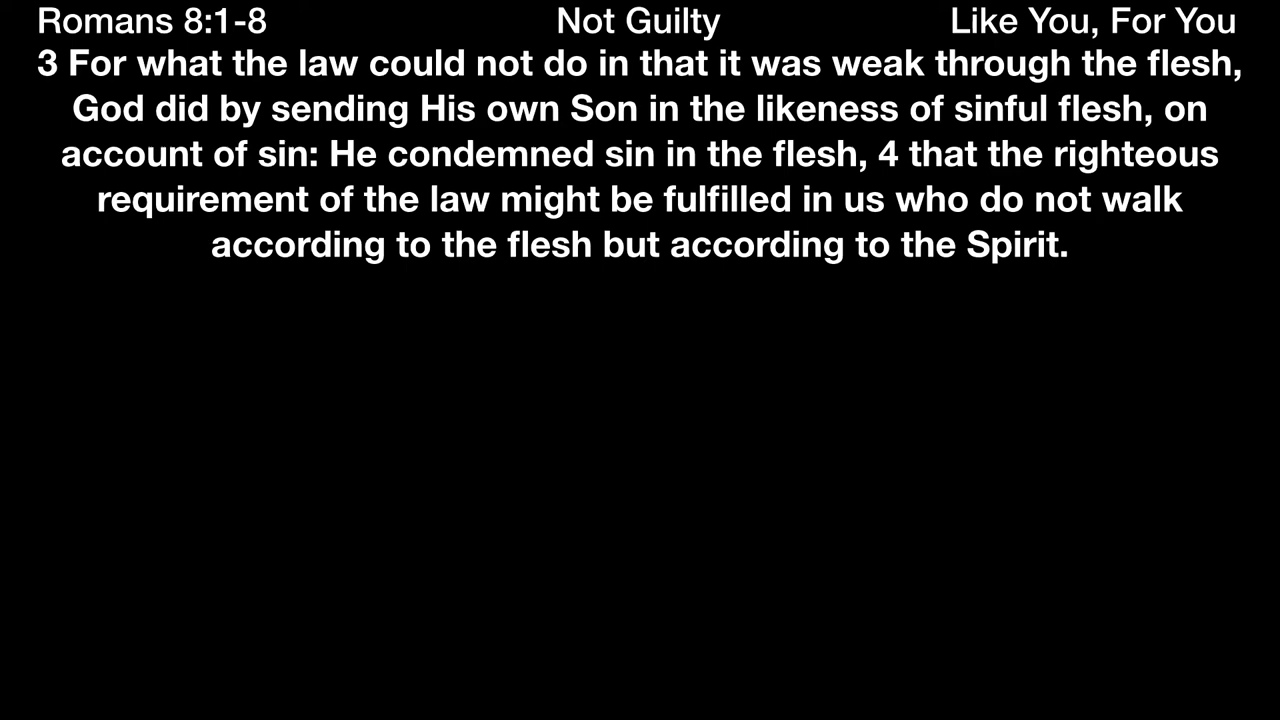 Romans 8:1-8 Not Guilty Like You, For You
3 For what the law could not do in that it was weak through the flesh,
God did by sending His own Son in the likeness of sinful flesh, on
account of sin: He condemned sin in the flesh, 4 that the righteous
requirement of the law might be fulfilled in us who do not walk
according to the flesh but according to the Spirit.